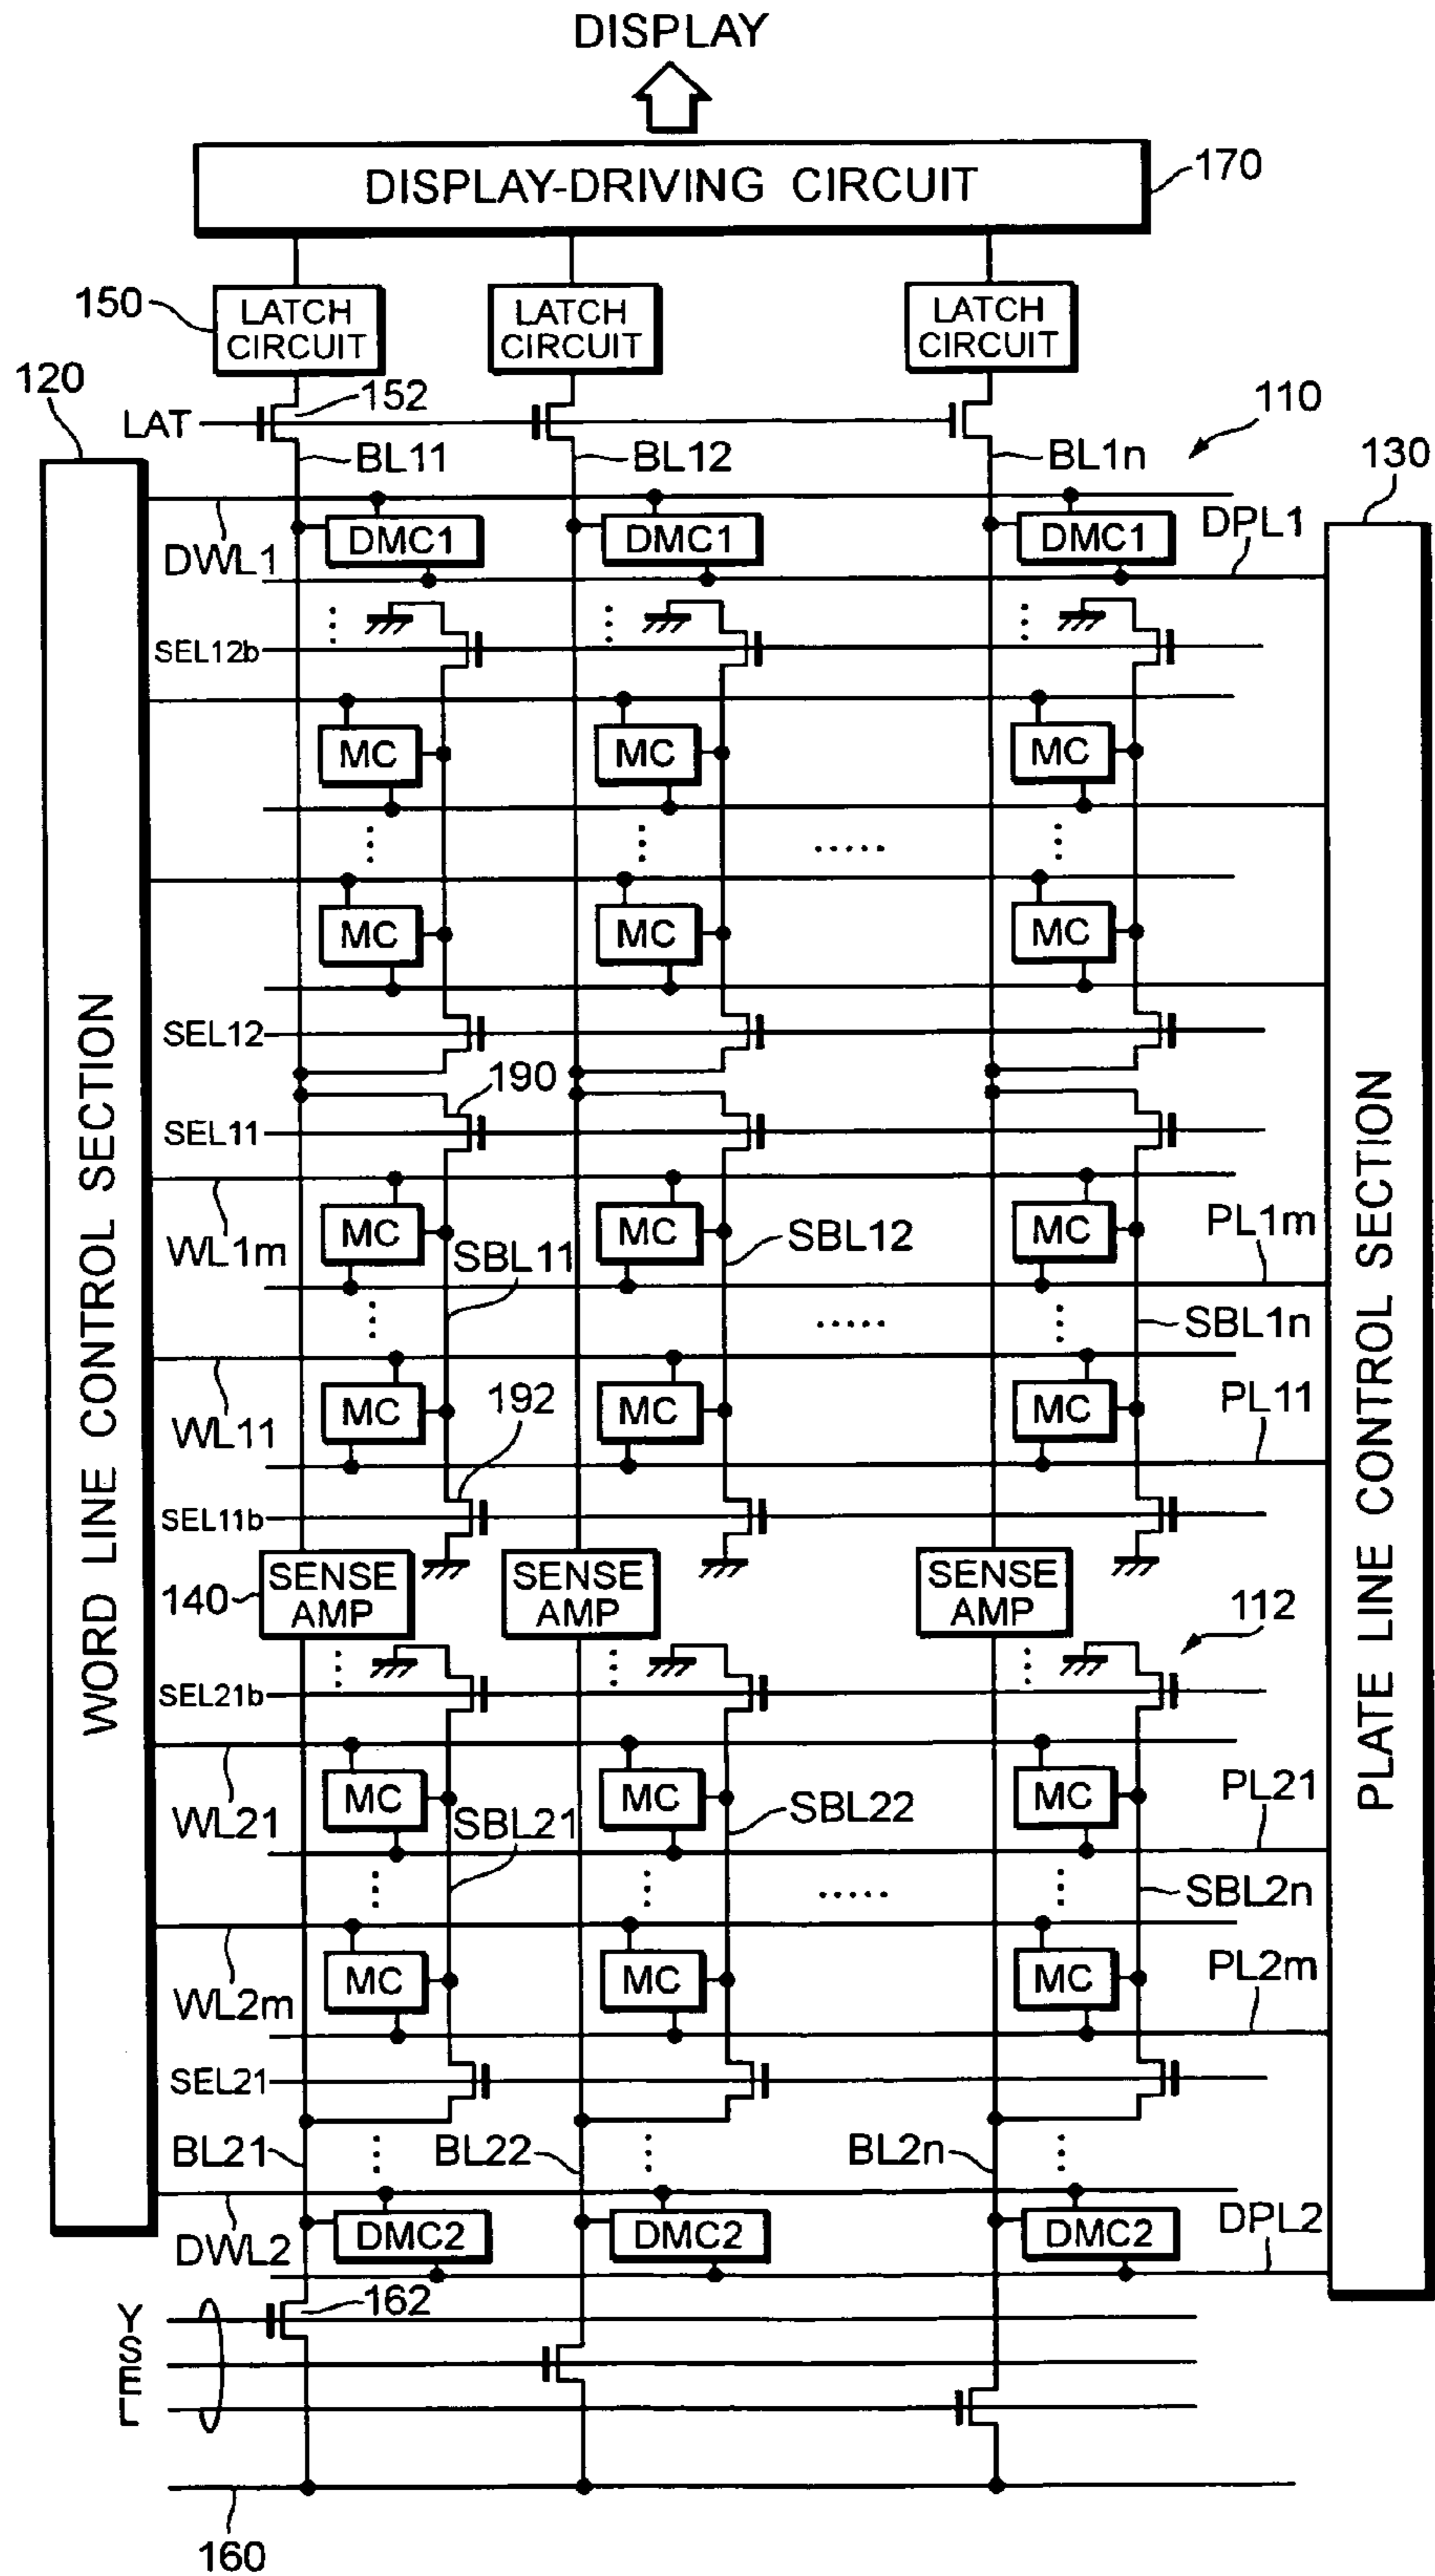 DISPLAY
DISPLAY-DRIVING CIRCUIT
170
150
LATCH CIRCUIT
LATCH CIRCUIT
LATCH CIRCUIT
120
LAT
152
110
BL11
BL12
BL1n
130
DWL1
DMC1
DMC1
DMC1
DPL1
SEL12b
MC
MC
MC
MC
MC
MC
SEL12
190
SEL11
WL1m
MC
MC
MC
PL1m
SBL11
SBL12
SBL1n
WL11
MC
192
MC
MC
PL11
SEL11b
140
SENSE AMP
SENSE AMP
SENSE AMP
112
SEL21b
WL21
MC
MC
MC
PL21
SBL21
SBL22
SBL2n
WL2m
MC
MC
MC
PL2m
SEL21
BL21
BL22
BL2n
DWL2
DMC2
DMC2
DMC2
DPL2
162
YSEL
160
WORD LINE CONTROL SECTION
PLATE LINE CONTROL SECTION